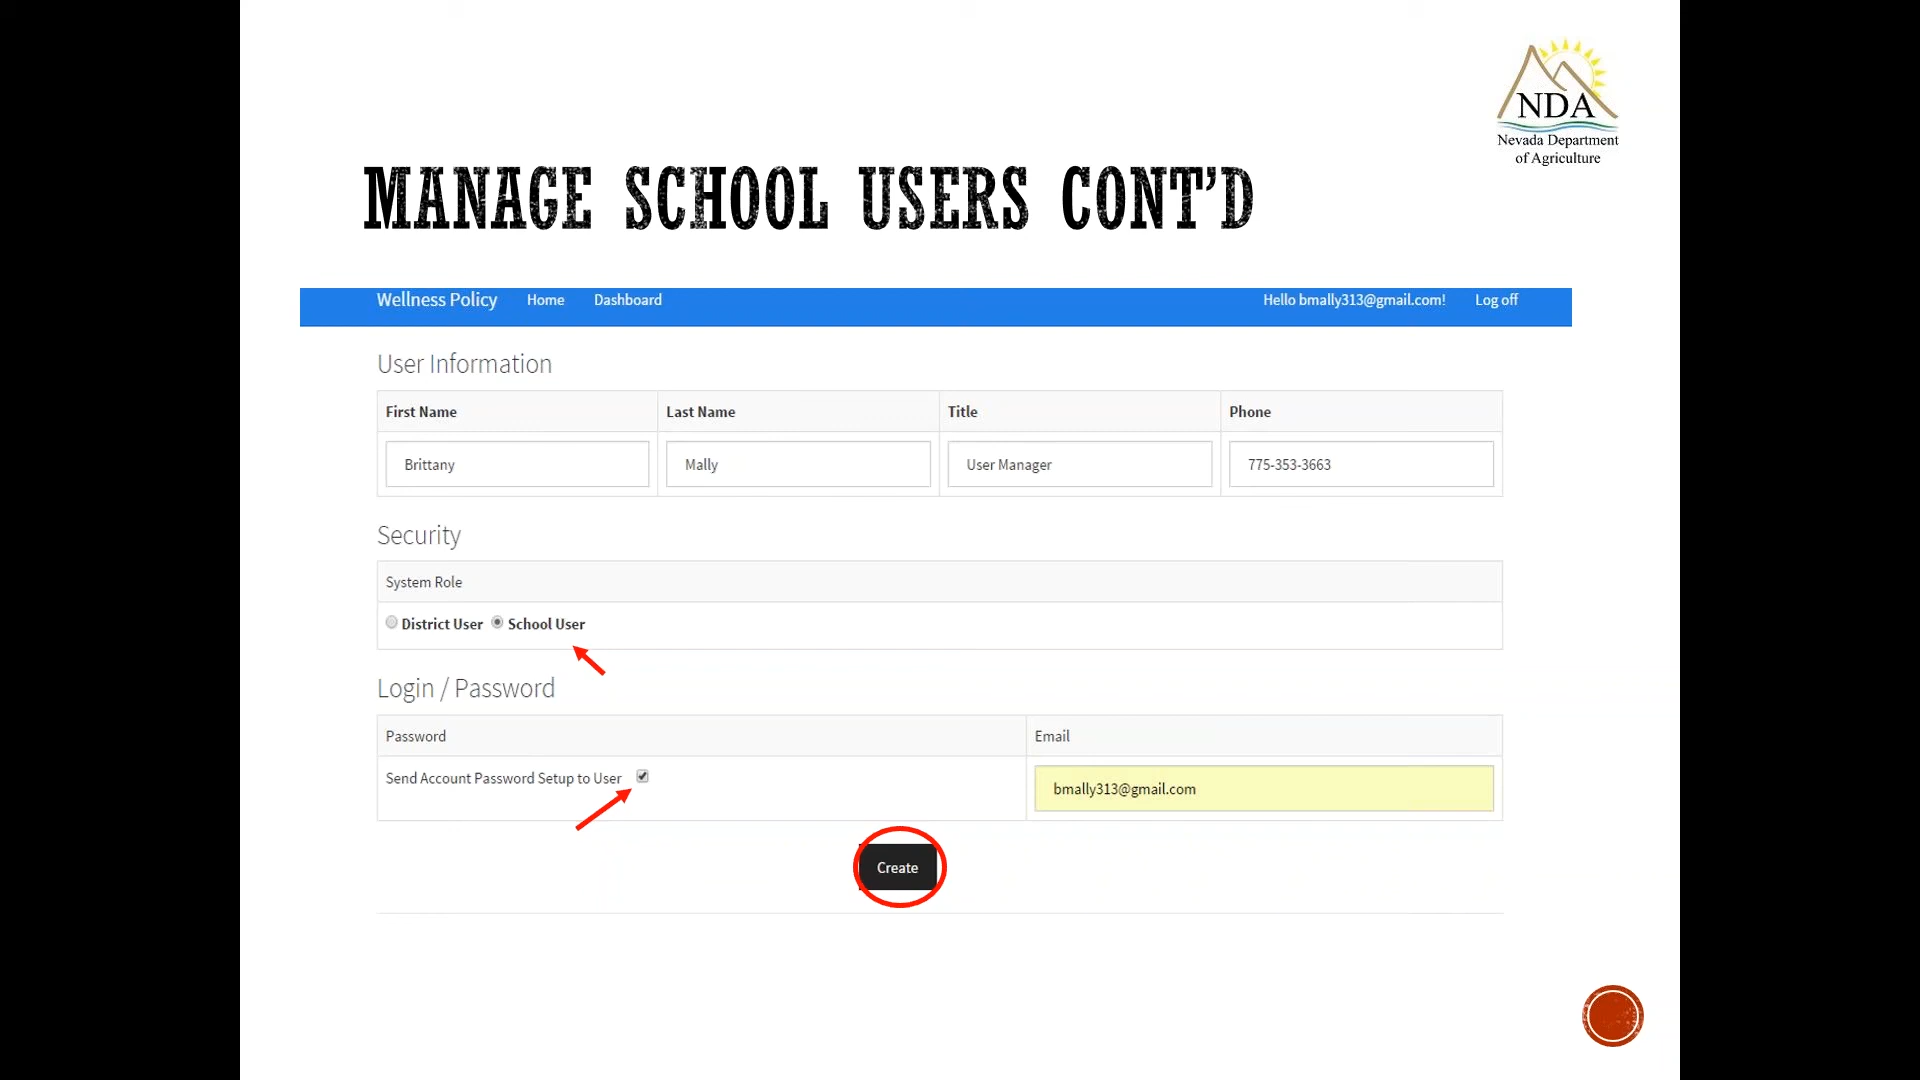 NDA
Nevada Department
of Agriculture
MANAGE SCHOOL USERS CONT'D
Wellness Policy Home Dashboard Hello bmally313@gmail.com! Log off
User Information
First Name Last Name Title Phone
Brittany Mally User Manager 775-353-3663
Security
System Role
District User School User
Login / Password
Password Email
Send Account Password Setup to User bmally313@gmail.com
Create